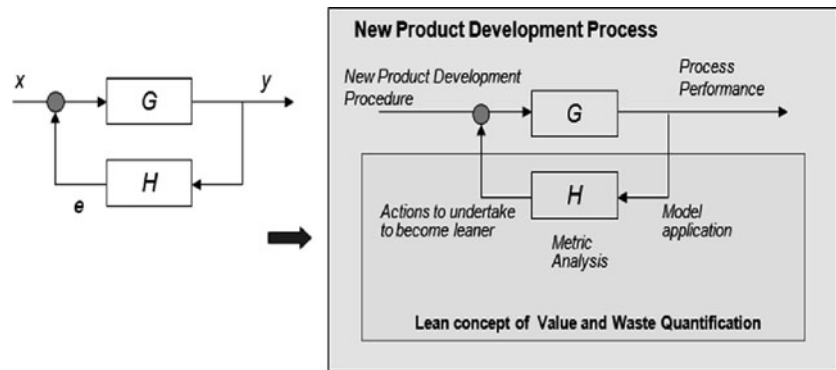 x
G
y
H
e
New Product Development Process
New Product Development
Procedure
Process
Performance
G
H
Actions to undertake
to become leaner
Metric
Analysis
Model
application
Lean concept of Value and Waste Quantification